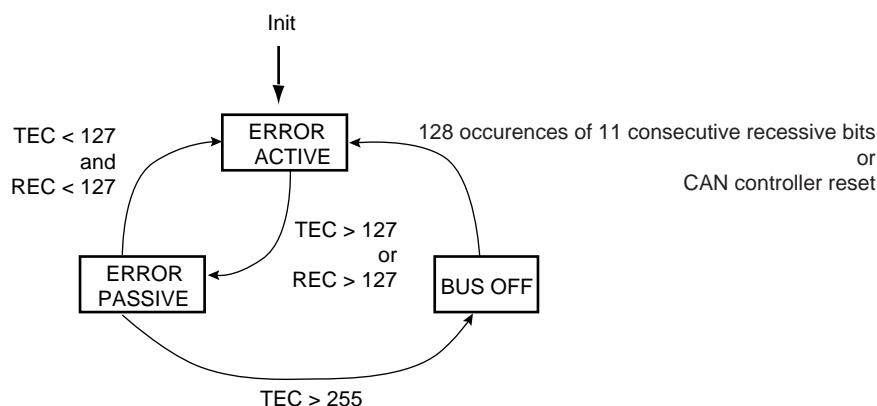 Init
ERROR
ACTIVE
TEC < 127
and
REC < 127
128 occurences of 11 consecutive recessive bits
or
CAN controller reset
TEC > 127
or
REC > 127
ERROR
PASSIVE
BUS OFF
TEC > 255